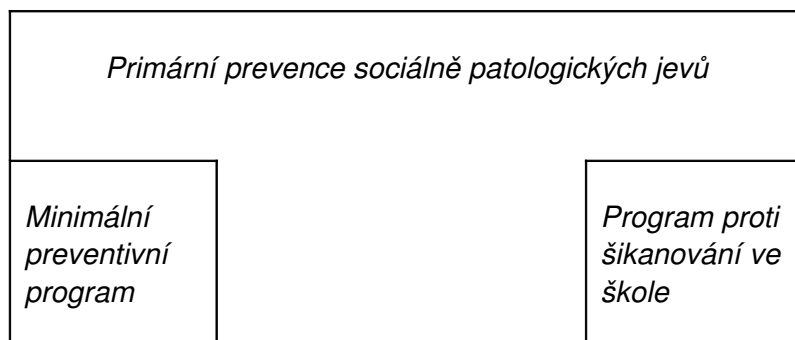 Primární prevence sociálně patologických jevů
Minimální
preventivní
program
Program proti
šikanování ve
škole